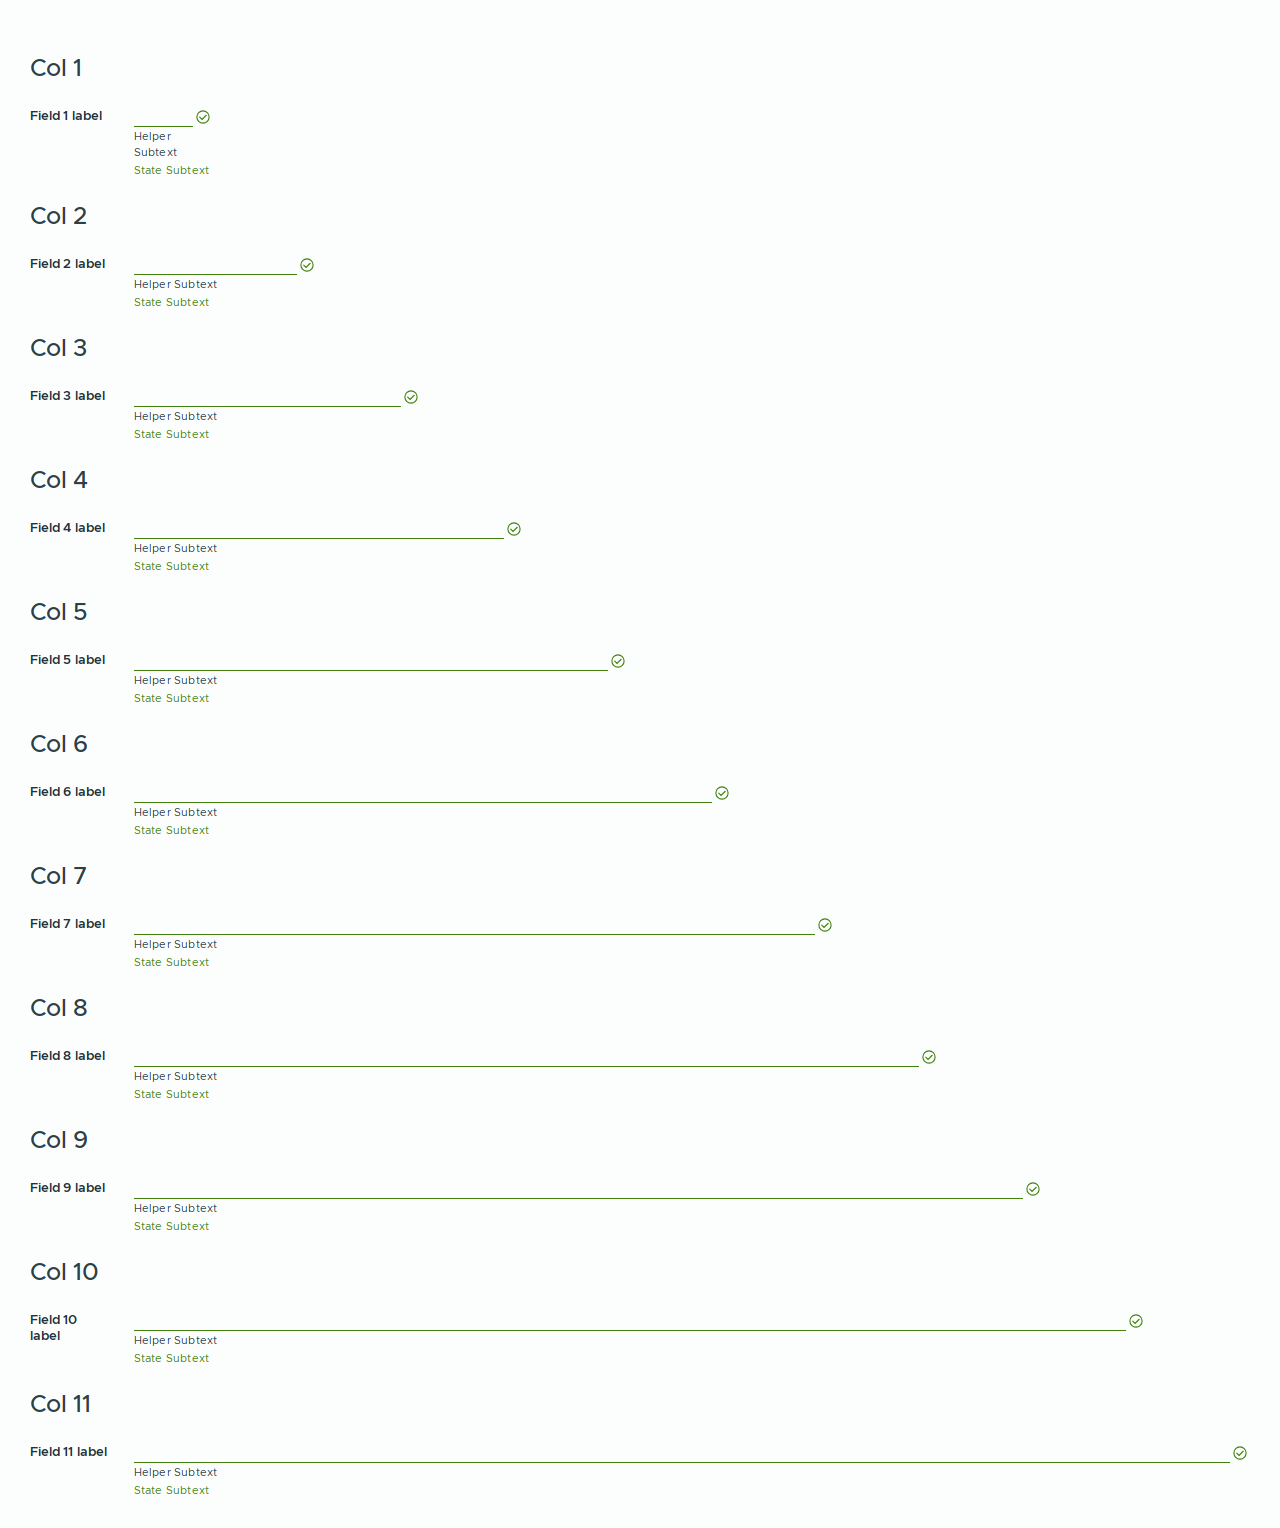 Col 1
Field 1 label
Helper
Subtext
State Subtext
Col 2
Field 2 label
Helper Subtext
State Subtext
Col 3
Field 3 label
Helper Subtext
State Subtext
Col 4
Field 4 label
Helper Subtext
State Subtext
Col 5
Field 5 label
Helper Subtext
State Subtext
Col 6
Field 6 label
Helper Subtext
State Subtext
Col 7
Field 7 label
Helper Subtext
State Subtext
Col 8
Field 8 label
Helper Subtext
State Subtext
Col 9
Field 9 label
Helper Subtext
State Subtext
Col 10
Field 10
label
Helper Subtext
State Subtext
Col 11
Field 11 label
Helper Subtext
State Subtext